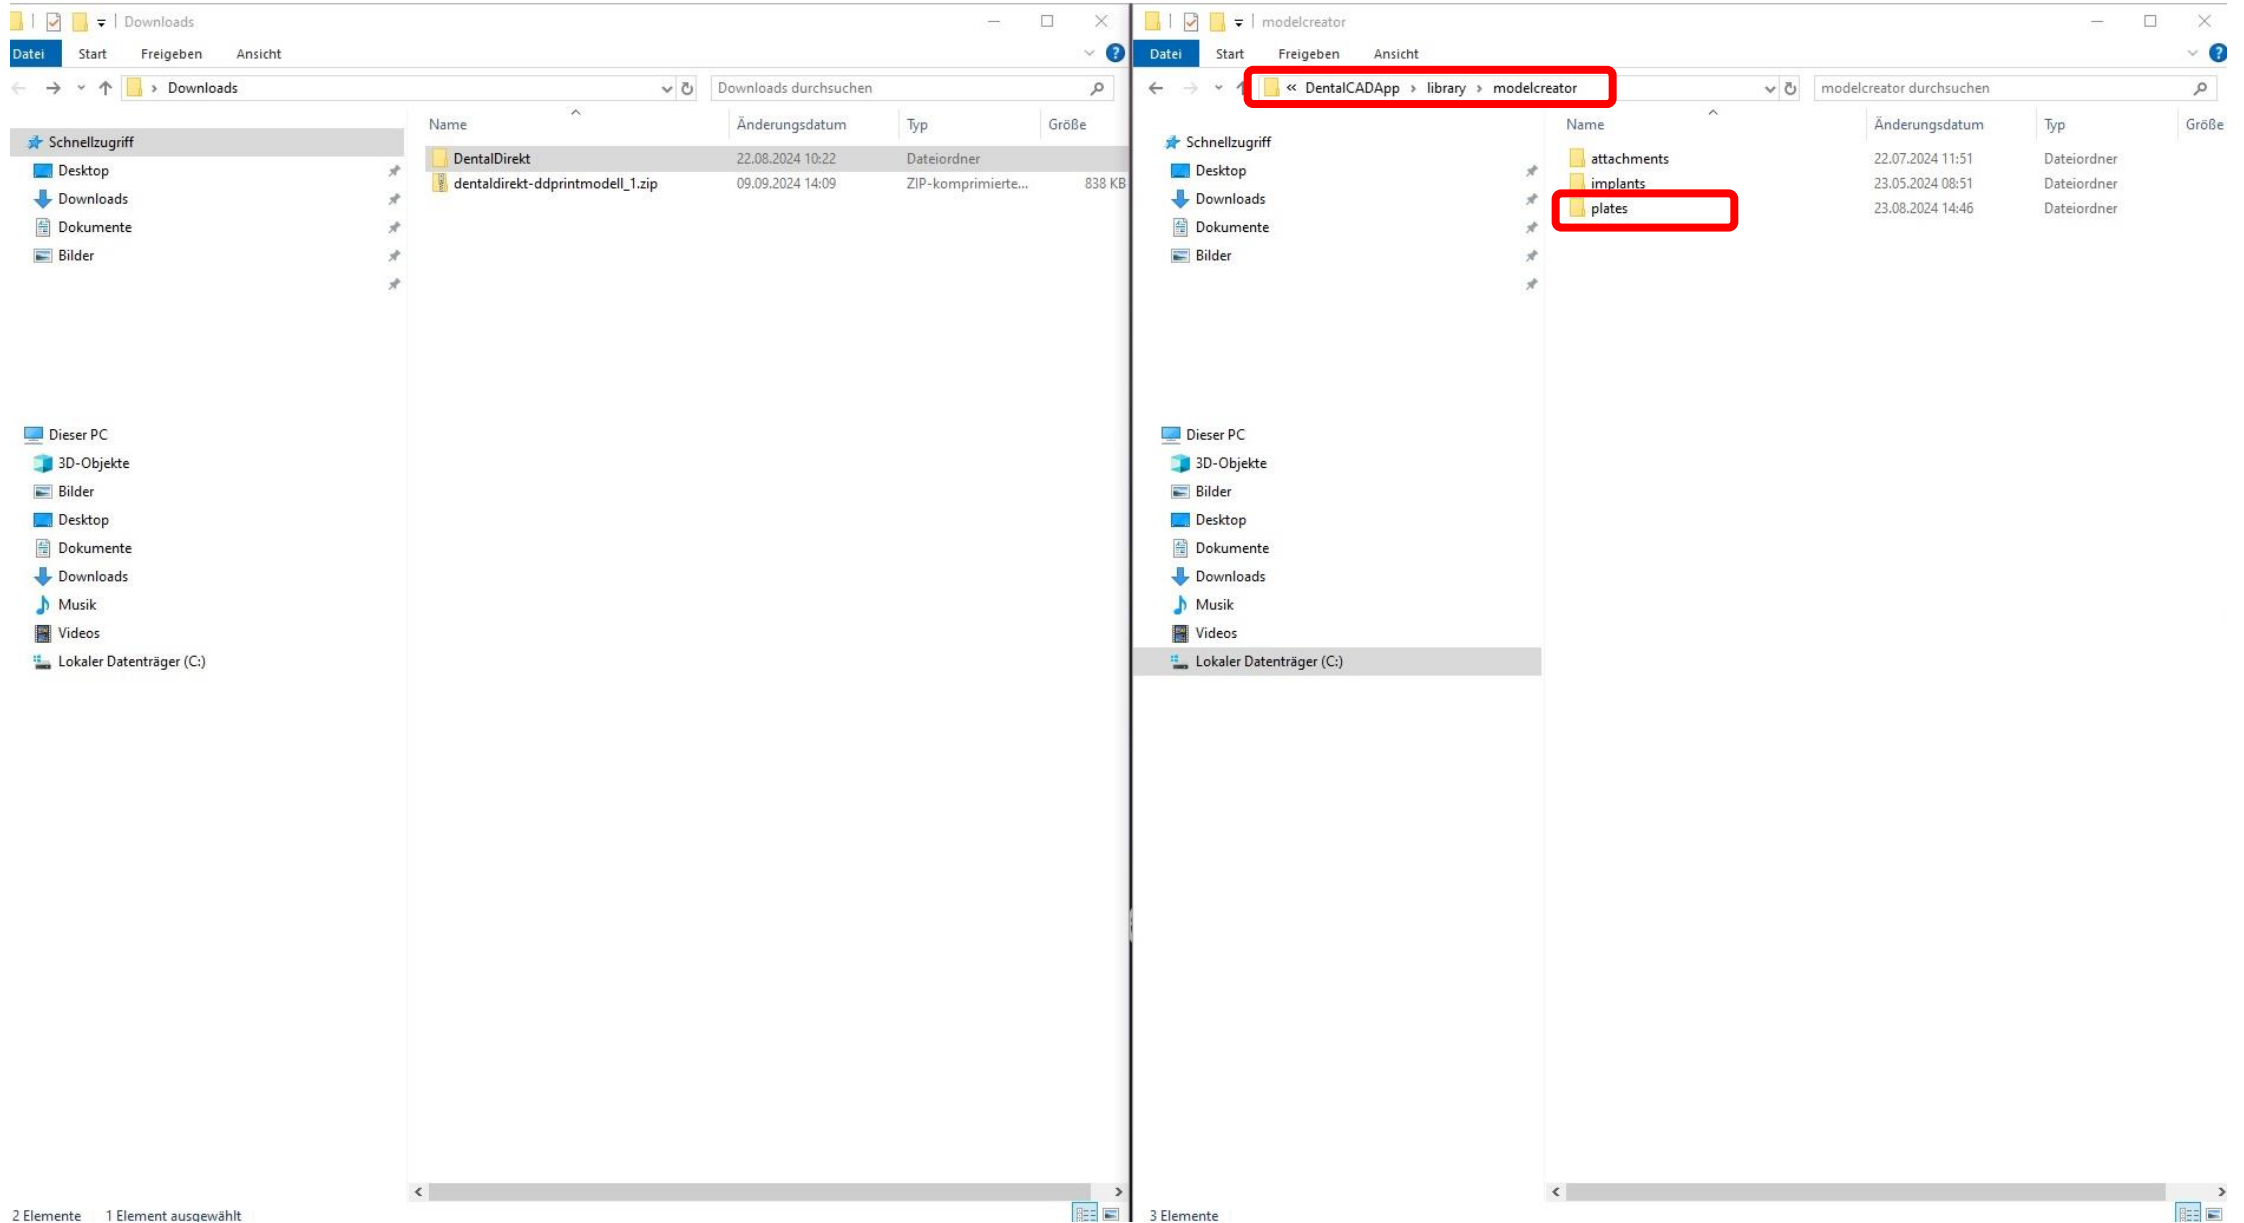 Downloads
Datei Start Freigeben Ansicht
Downloads Downloads durchsuchen
Name Änderungsdatum Typ Größe
Schnellzugriff
Desktop
Downloads
Dokumente
Bilder
DentalDirekt 22.08.2024 10:22 Dateiordner
dentaldirekt-ddprintmodell_1.zip 09.09.2024 14:09 ZIP-komprimierte... 838 KB
Dieser PC
3D-Objekte
Bilder
Desktop
Dokumente
Downloads
Musik
Videos
Lokaler Datenträger (C:)
2 Elemente 1 Element ausgewählt
modelcreator
Datei Start Freigeben Ansicht
« DentalCADApp › library › modelcreator modelcreator durchsuchen
Name Änderungsdatum Typ Größe
Schnellzugriff
Desktop
Downloads
Dokumente
Bilder
attachments 22.07.2024 11:51 Dateiordner
implants 23.05.2024 08:51 Dateiordner
plates 23.08.2024 14:46 Dateiordner
Dieser PC
3D-Objekte
Bilder
Desktop
Dokumente
Downloads
Musik
Videos
Lokaler Datenträger (C:)
3 Elemente